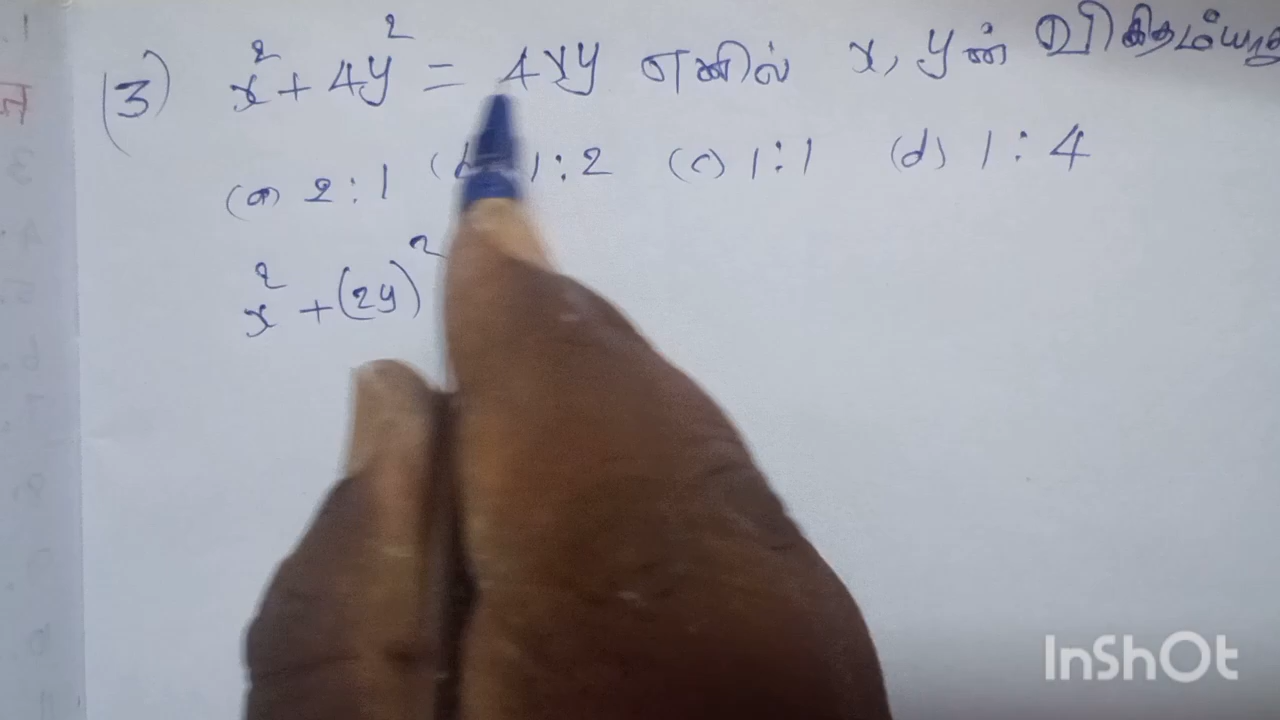 (3) x² + 4y² = 4xy எனில் x, y ன் விகிதம் யாது
(a) 2 : 1 (b) 1 : 2 (c) 1 : 1 (d) 1 : 4
x² + (2y)²
InShOt